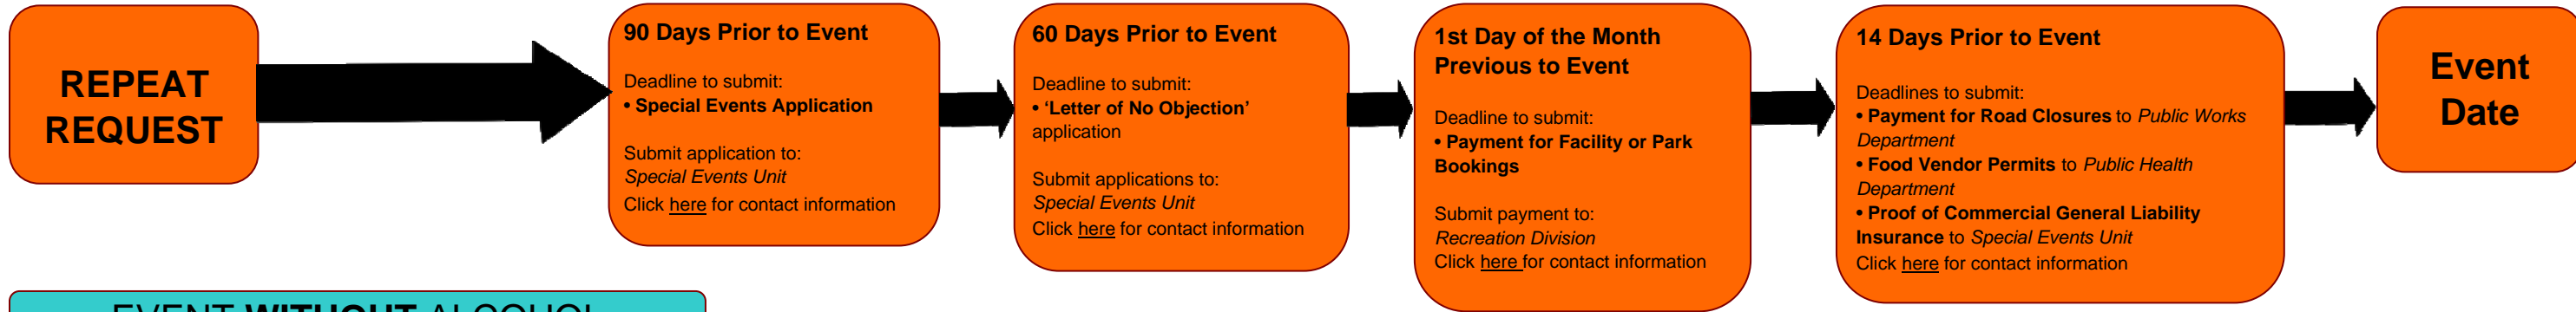 REPEAT
REQUEST
90 Days Prior to Event
Deadline to submit:
• Special Events Application
Submit application to:
Special Events Unit
Click here for contact information
60 Days Prior to Event
Deadline to submit:
• ‘Letter of No Objection’
application
Submit applications to:
Special Events Unit
Click here for contact information
1st Day of the Month
Previous to Event
Deadline to submit:
• Payment for Facility or Park
Bookings
Submit payment to:
Recreation Division
Click here for contact information
14 Days Prior to Event
Deadlines to submit:
• Payment for Road Closures to Public Works
Department
• Food Vendor Permits to Public Health
Department
• Proof of Commercial General Liability
Insurance to Special Events Unit
Click here for contact information
Event
Date
EVENT WITHOUT ALCOHOL